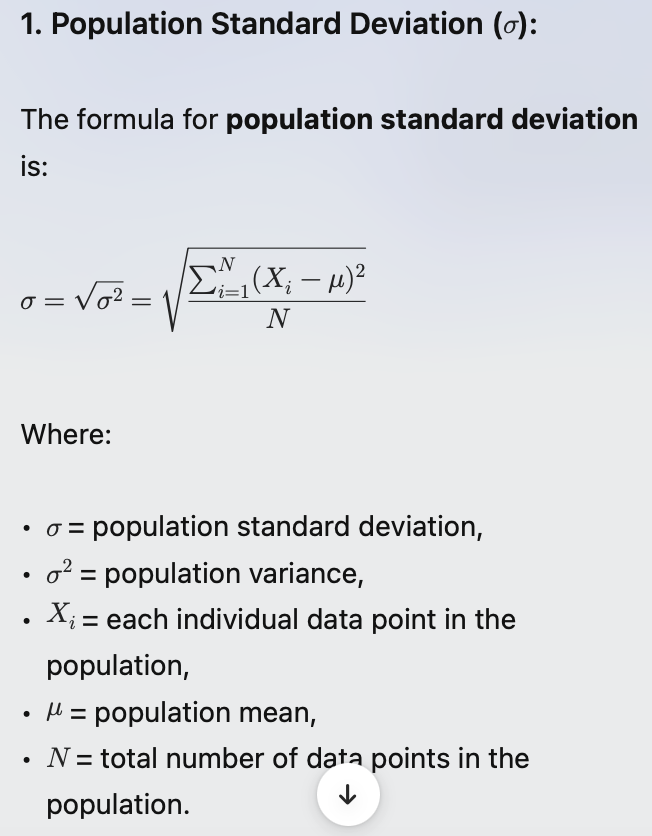 1. Population Standard Deviation (σ):
The formula for population standard deviation
is:
σ = √σ² = √(∑ᵢ₌₁ᴺ (Xᵢ − μ)² / N)
Where:
• σ = population standard deviation,
• σ² = population variance,
• Xᵢ = each individual data point in the
population,
• μ = population mean,
• N = total number of data points in the
population.